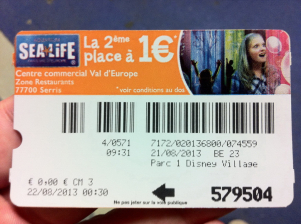 SEA LIFE
La 2ème
place à 1€*
Centre commercial Val d'Europe
Zone Restaurants
77700 Serris
*voir conditions au dos
4/0571 7172/020136800/074559
09:31 21/08/2013 BE 23
Parc 1 Disney Village
€ 0,00 € CM 3
22/08/2013 00:30
Ne pas jeter sur la voie publique
579504